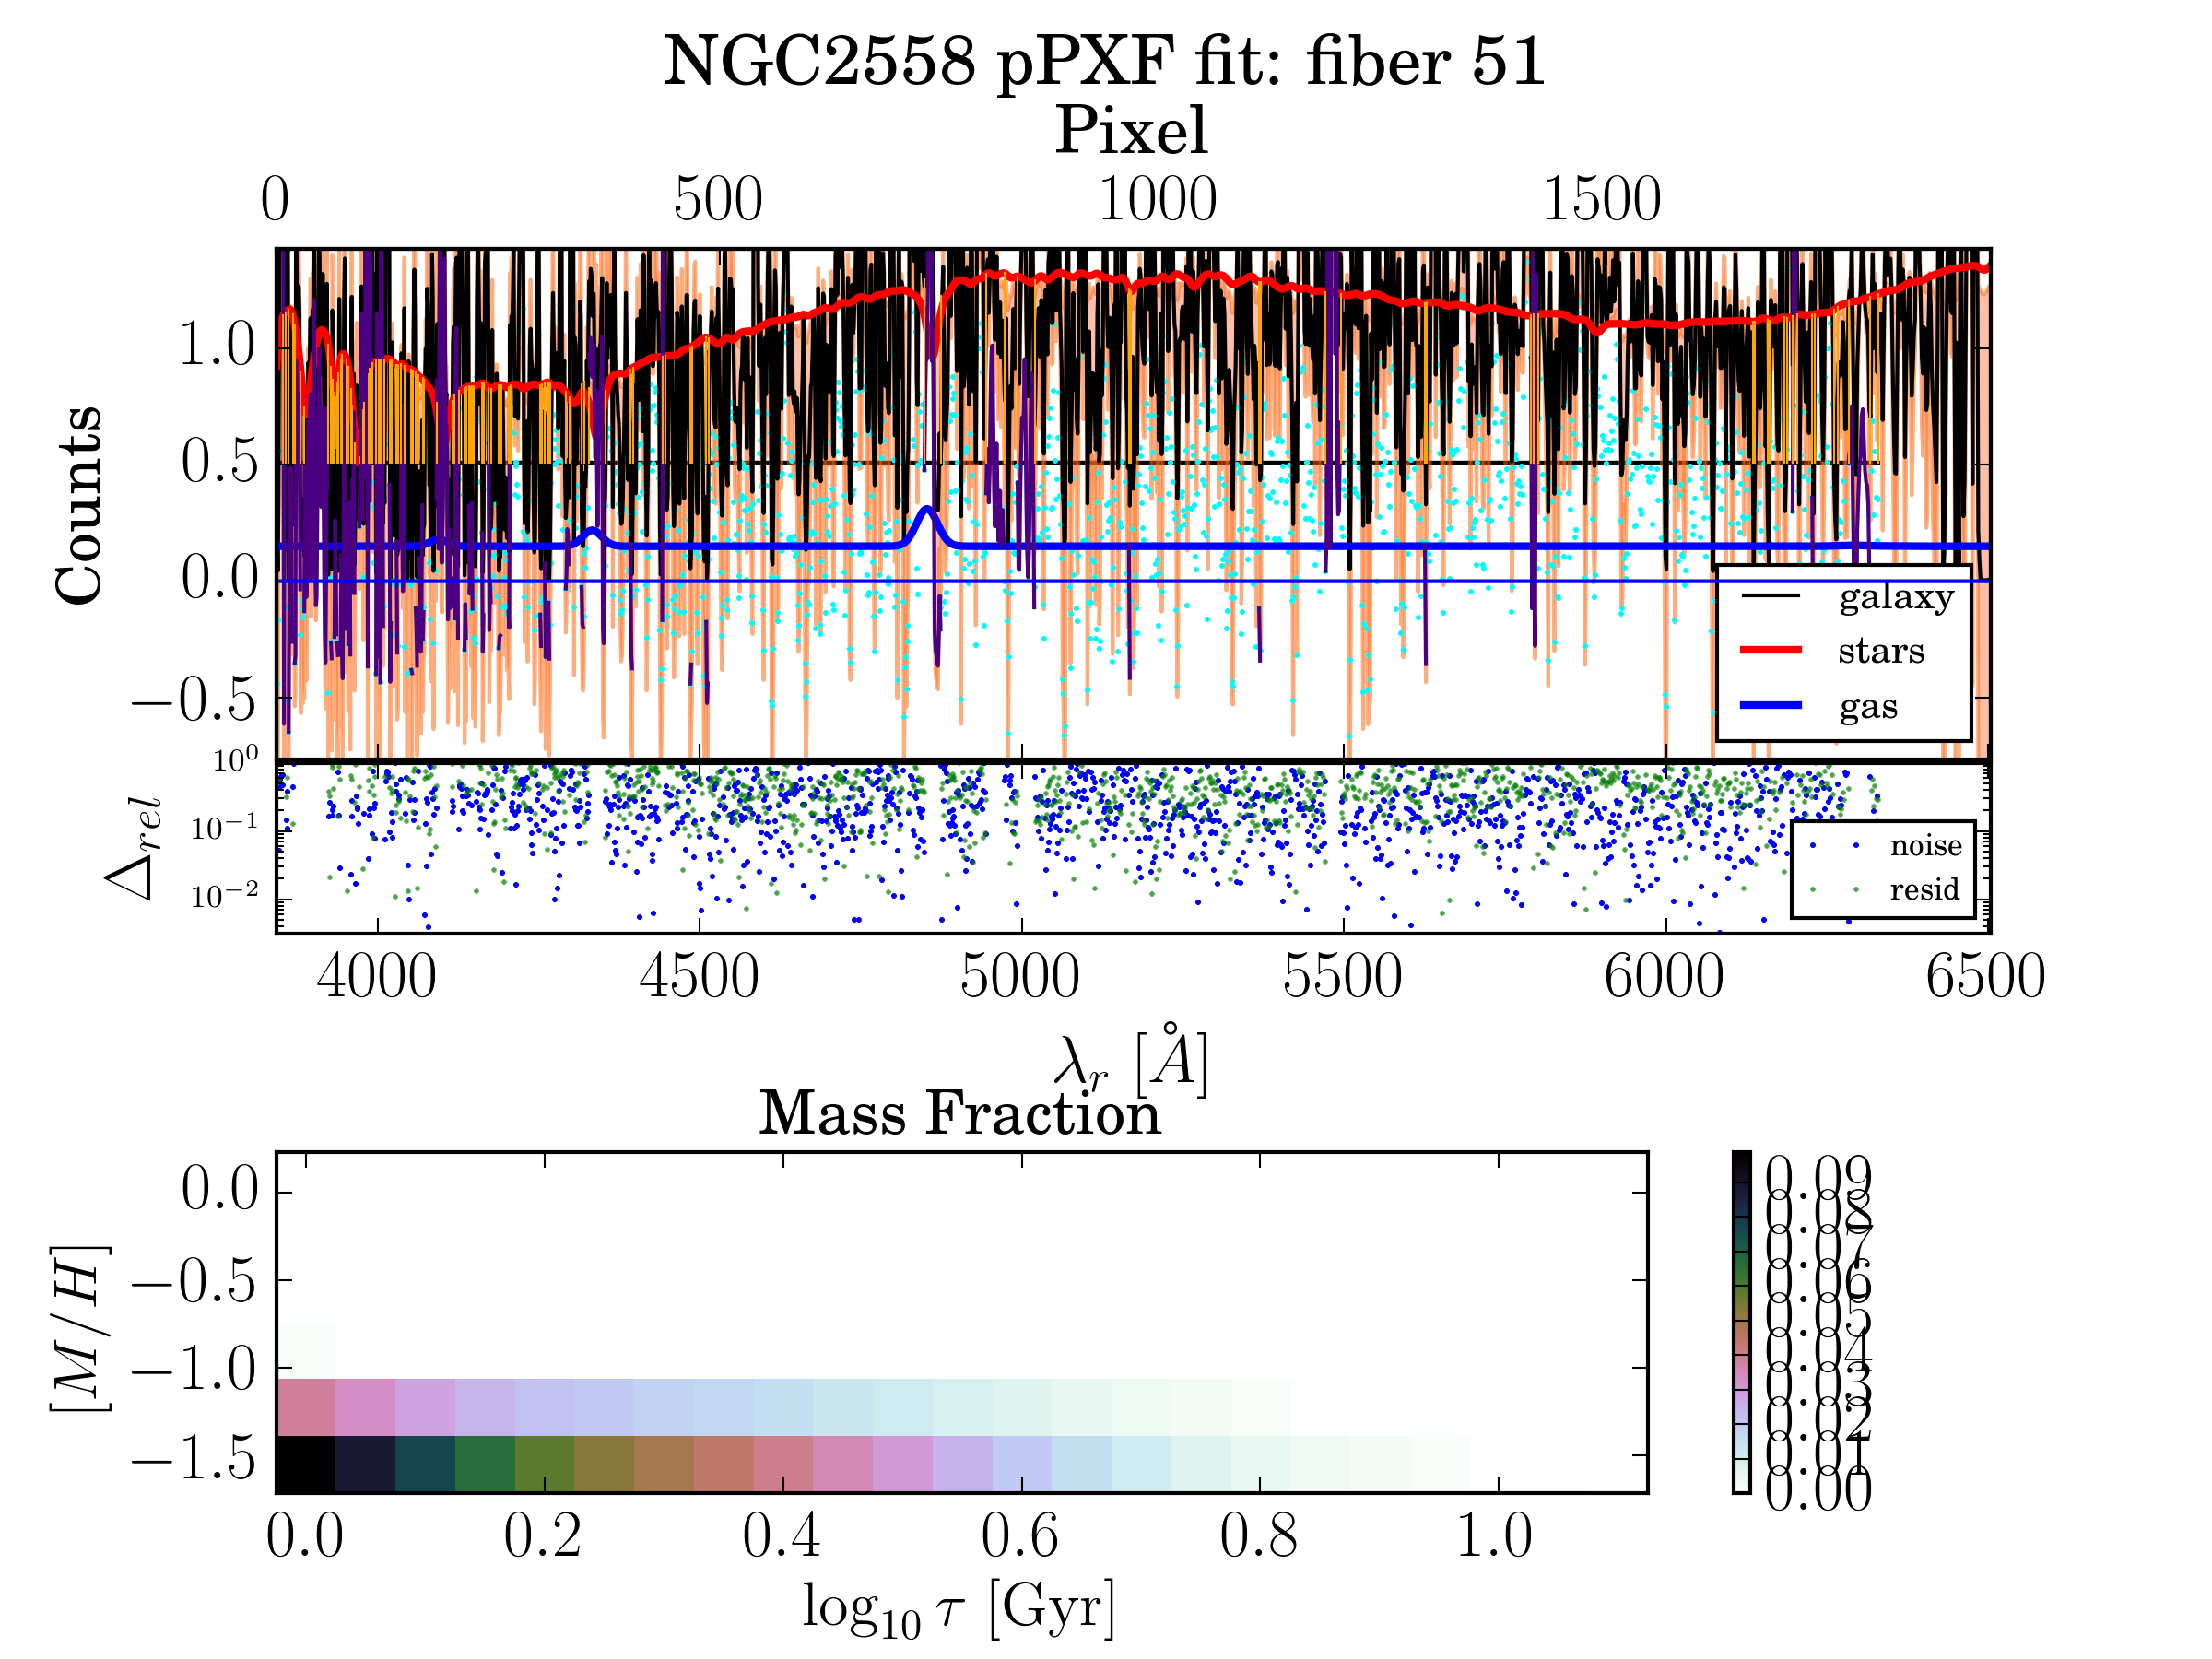 NGC2558 pPXF fit: fiber 51
Pixel
0 500 1000 1500
Counts
1.0
0.5
0.0
−0.5
galaxy
stars
gas
Δrel
10⁰
10⁻¹
10⁻²
noise
resid
4000 4500 5000 5500 6000 6500
λr [Å]
Mass Fraction
[M/H]
0.0
−0.5
−1.0
−1.5
0.09
0.08
0.07
0.06
0.05
0.04
0.03
0.02
0.01
0.00
0.0 0.2 0.4 0.6 0.8 1.0
log₁₀ τ [Gyr]